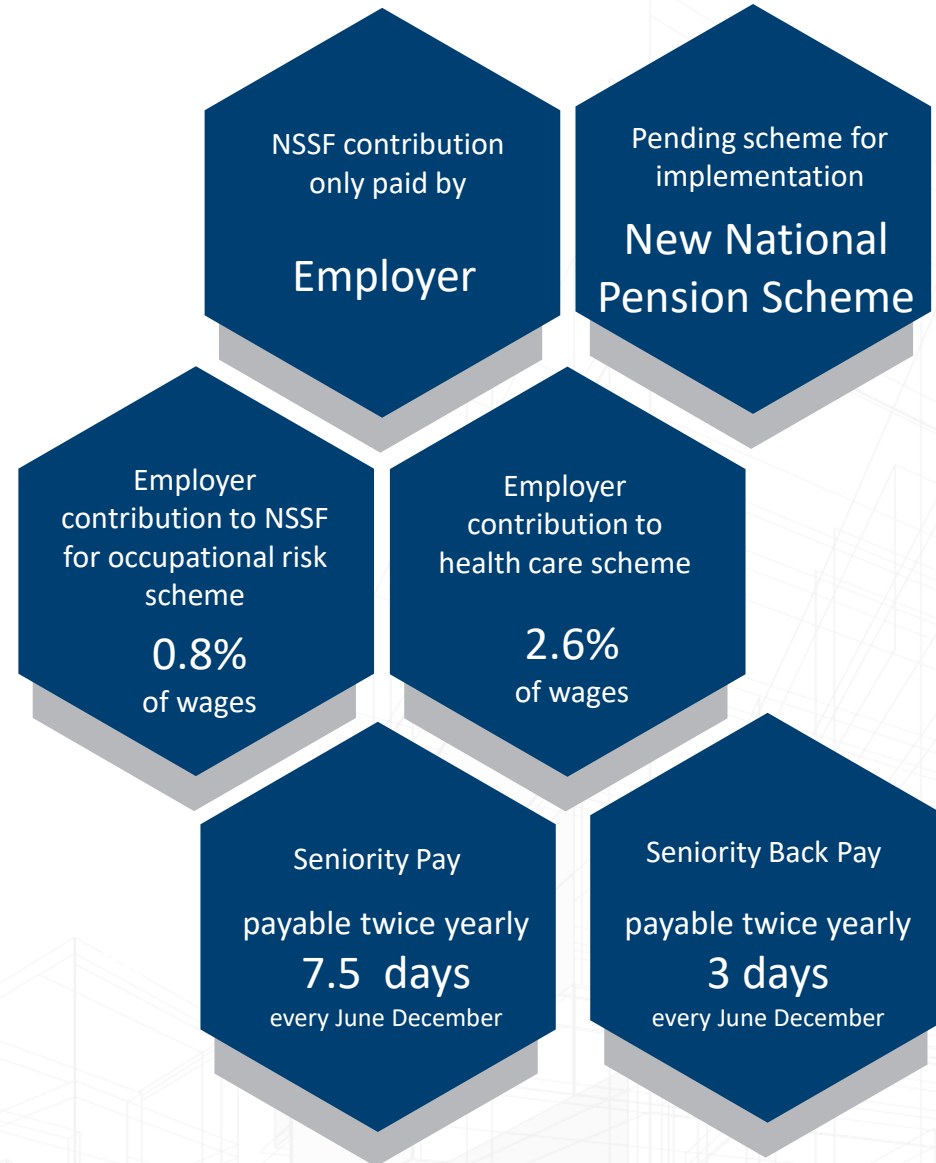 NSSF contribution
only paid by
Employer
Pending scheme for
implementation
New National
Pension Scheme
Employer
contribution to NSSF
for occupational risk
scheme
0.8%
of wages
Employer
contribution to
health care scheme
2.6%
of wages
Seniority Pay
payable twice yearly
7.5 days
every June December
Seniority Back Pay
payable twice yearly
3 days
every June December